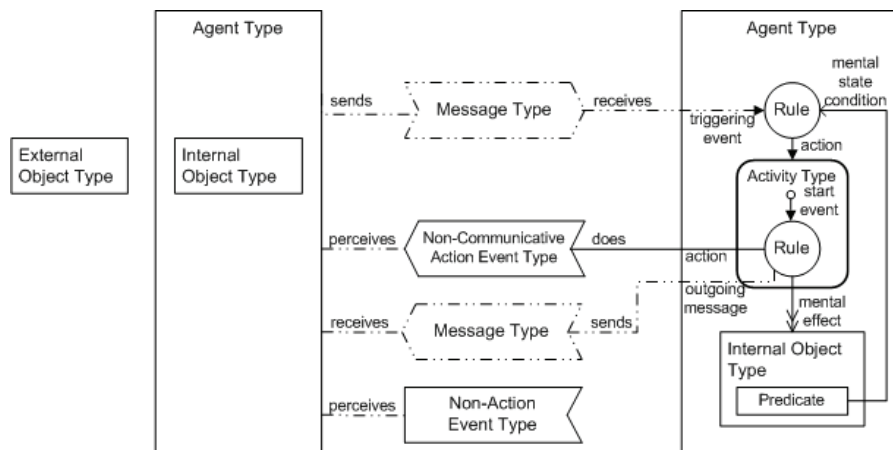 Agent Type
Agent Type
mental
state
condition
sends
Message Type
receives
Rule
triggering
event
action
External
Object Type
Internal
Object Type
Activity Type
start
event
perceives
Non-Communicative
Action Event Type
does
action
Rule
outgoing
message
mental
effect
receives
Message Type
sends
Internal Object
Type
perceives
Non-Action
Event Type
Predicate